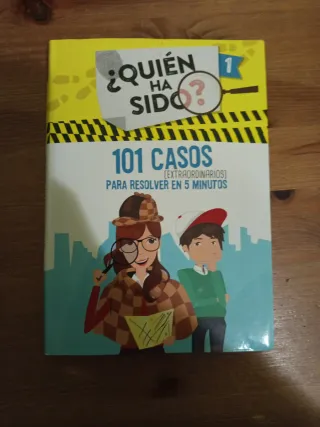 ¿QUIÉN
HA
SIDO?
1
101 CASOS
[EXTRAORDINARIOS]
PARA RESOLVER EN 5 MINUTOS